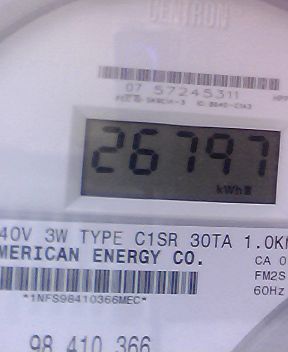 CENTRON
07 57245311
26797
kWh
40V 3W TYPE C1SR 30TA 1.0K
MERICAN ENERGY CO.
CA 0
FM2S
60Hz
*1NFS98410366MEC*
98 410 366